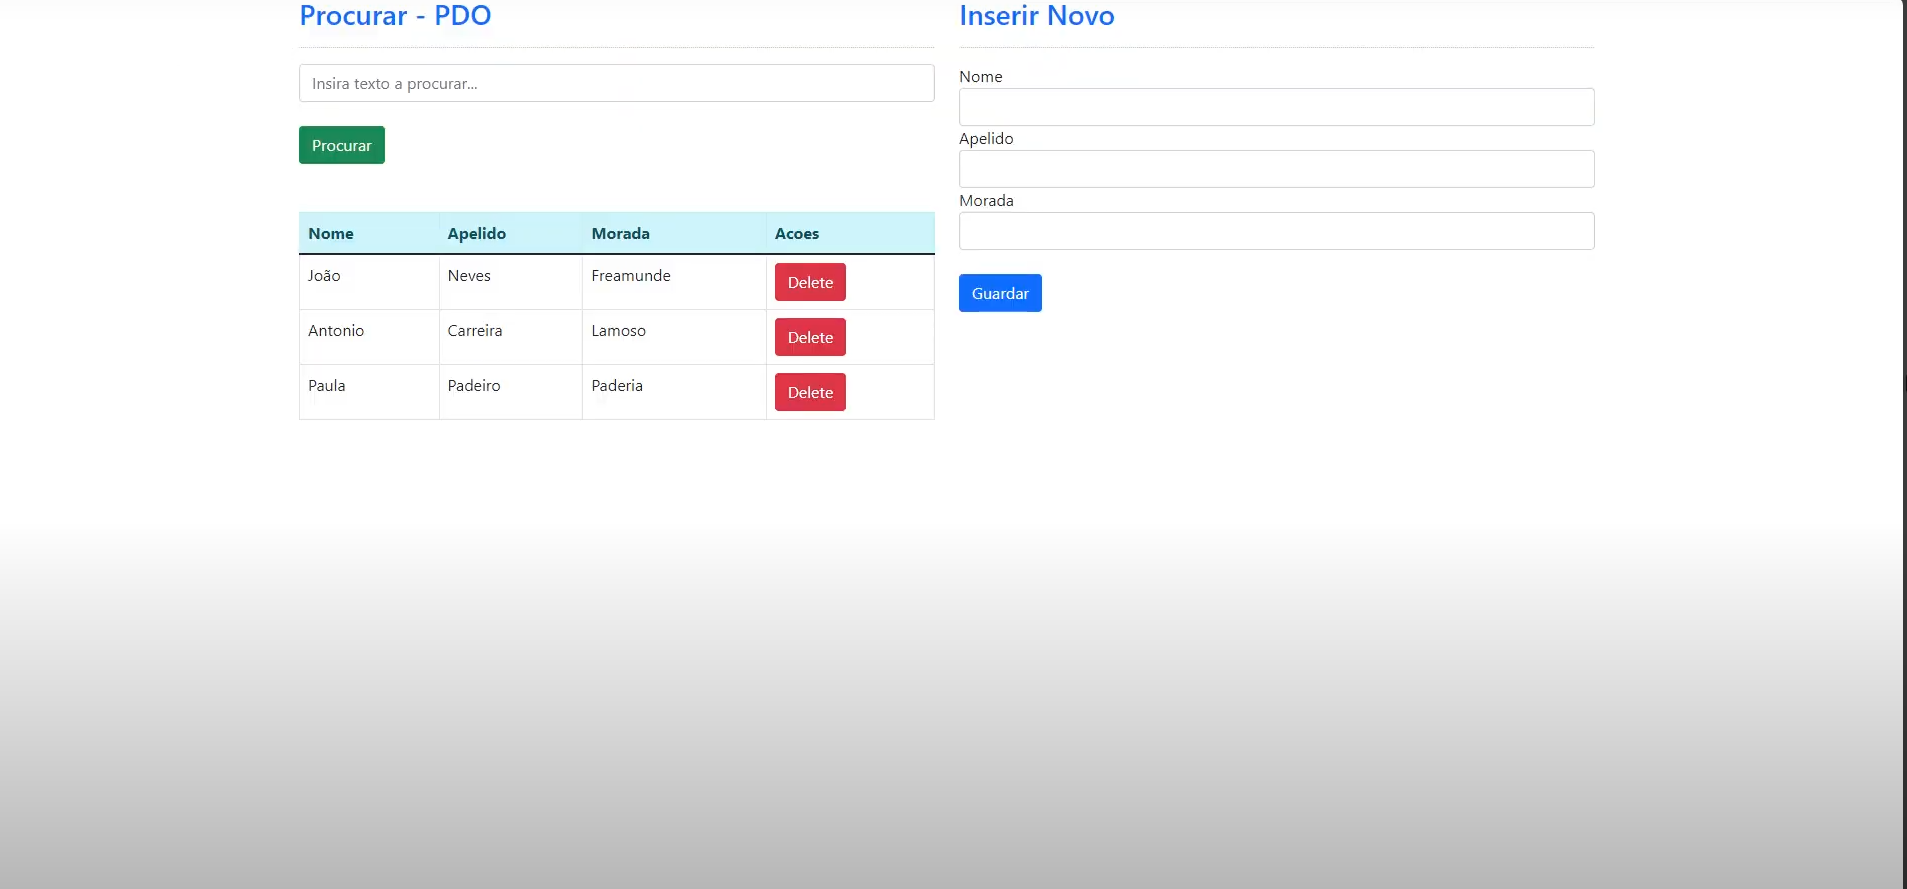 Procurar - PDO
Insira texto a procurar...
Procurar
Nome Apelido Morada Acoes
João Neves Freamunde Delete
Antonio Carreira Lamoso Delete
Paula Padeiro Paderia Delete
Inserir Novo
Nome
Apelido
Morada
Guardar